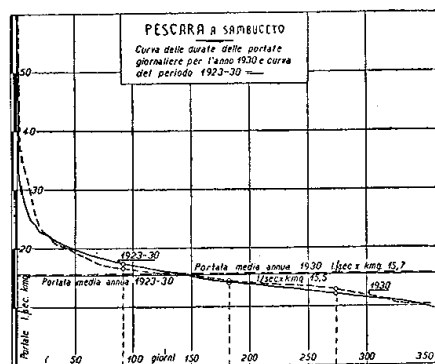 PESCARA A SAMBUCETO
Curva delle durate delle portate
giornaliere per l'anno 1930 e curva
del periodo 1923-30
50
40
30
20
1923-30
Portata media annua 1930 l/sec x kmq 15,7
Portata media annua 1923-30
l/sec x kmq 15,5
1930
Portate l/sec. kmq
50
100
giorni
150
200
250
300
350